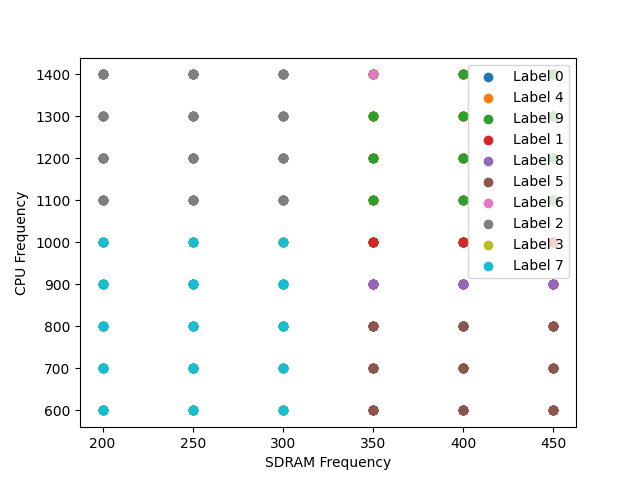 1400
1300
1200
1100
1000
900
800
700
600
CPU Frequency
200 250 300 350 400 450
SDRAM Frequency
Label 0
Label 4
Label 9
Label 1
Label 8
Label 5
Label 6
Label 2
Label 3
Label 7